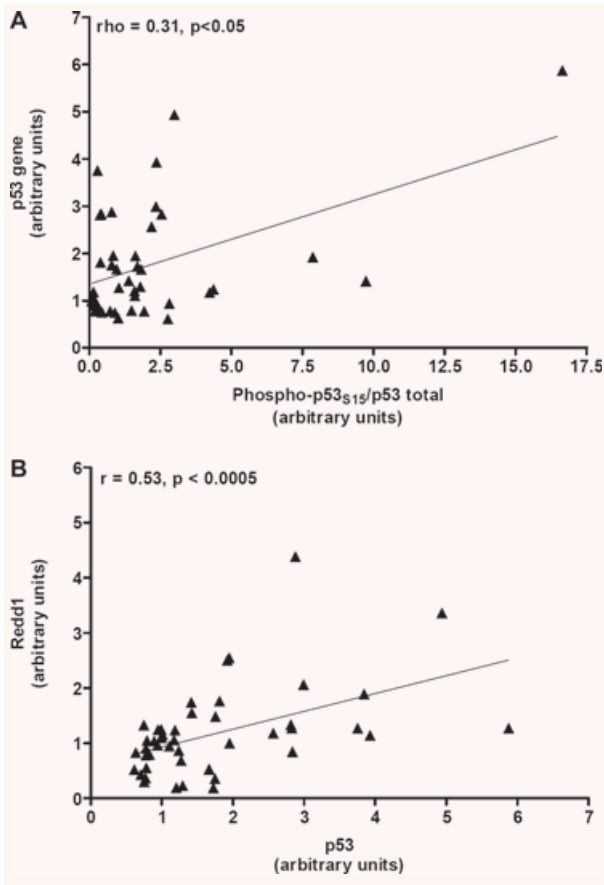 A
rho = 0.31, p<0.05
7
6
5
4
3
2
1
0
p53 gene
(arbitrary units)
0.0 2.5 5.0 7.5 10.0 12.5 15.0 17.5
Phospho-p53S15/p53 total
(arbitrary units)
B
r = 0.53, p < 0.0005
6
5
4
3
2
1
0
Redd1
(arbitrary units)
0 1 2 3 4 5 6 7
p53
(arbitrary units)